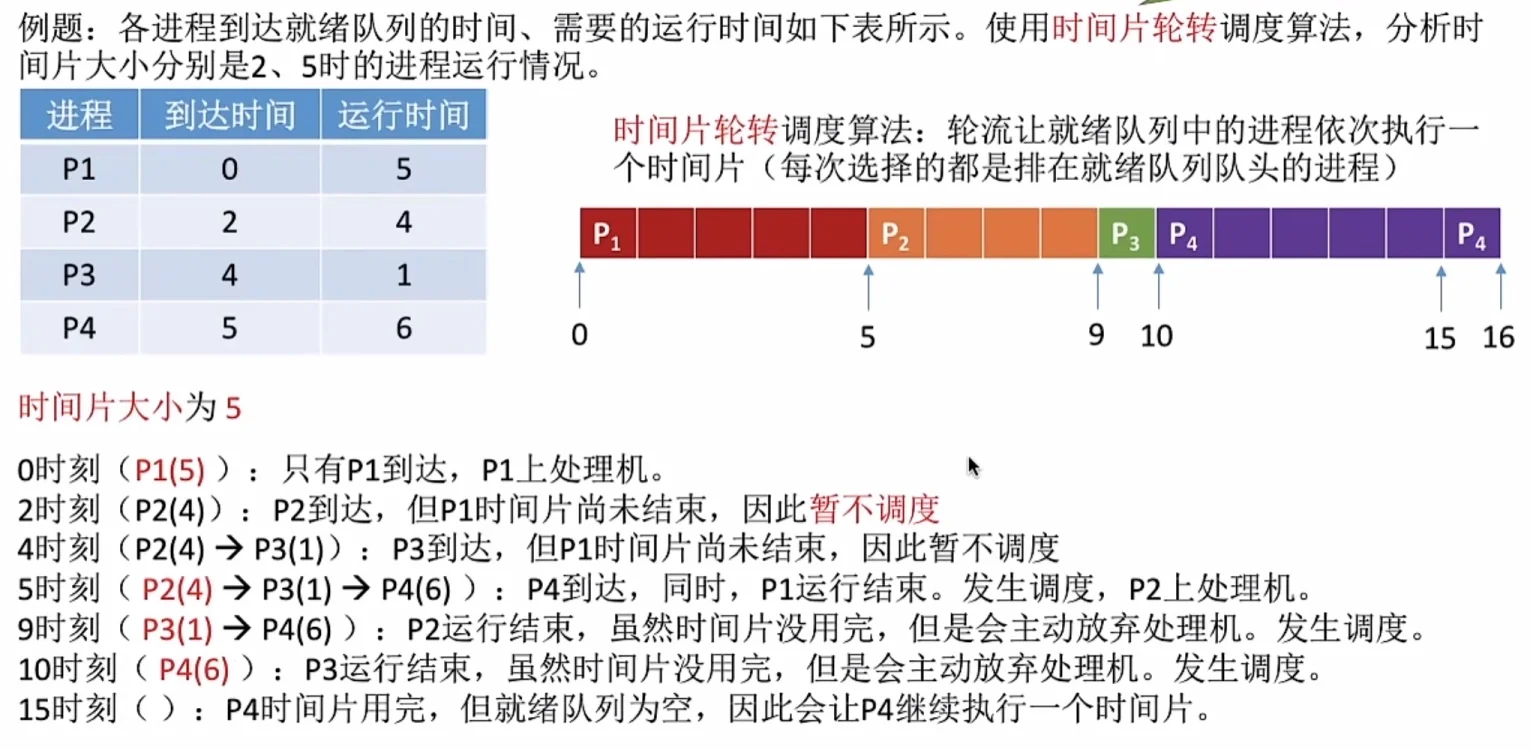 例题：各进程到达就绪队列的时间、需要的运行时间如下表所示。使用时间片轮转调度算法，分析时
间片大小分别是2、5时的进程运行情况。
进程 到达时间 运行时间
P1 0 5
P2 2 4
P3 4 1
P4 5 6
时间片轮转调度算法：轮流让就绪队列中的进程依次执行一
个时间片（每次选择的都是排在就绪队列队头的进程）
P1 P2 P3 P4 P4
0 5 9 10 15 16
时间片大小为 5
0时刻（P1(5) ）：只有P1到达，P1上处理机。
2时刻（P2(4)）：P2到达，但P1时间片尚未结束，因此暂不调度
4时刻（P2(4) → P3(1)）：P3到达，但P1时间片尚未结束，因此暂不调度
5时刻（ P2(4) → P3(1) → P4(6) ）：P4到达，同时，P1运行结束。发生调度，P2上处理机。
9时刻（ P3(1) → P4(6) ）：P2运行结束，虽然时间片没用完，但是会主动放弃处理机。发生调度。
10时刻（ P4(6) ）：P3运行结束，虽然时间片没用完，但是会主动放弃处理机。发生调度。
15时刻（ ）：P4时间片用完，但就绪队列为空，因此会让P4继续执行一个时间片。